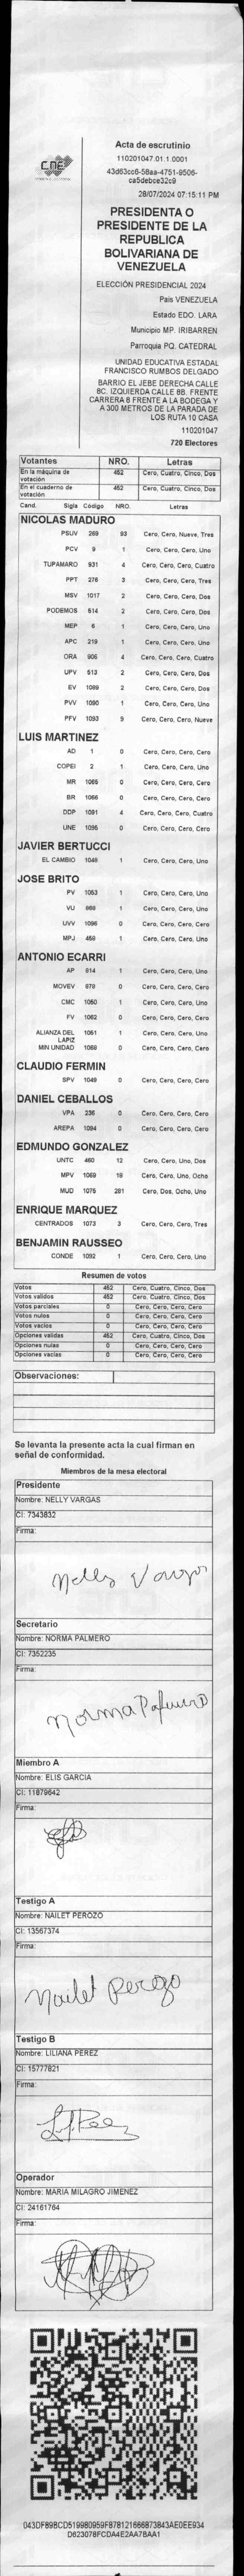 CNE
Acta de escrutinio
110201047.01.1.0001
43d63cc6-58aa-4751-9506-
ca5debce32c9
28/07/2024 07:15:11 PM
PRESIDENTA O
PRESIDENTE DE LA
REPUBLICA
BOLIVARIANA DE
VENEZUELA
ELECCIÓN PRESIDENCIAL 2024
País VENEZUELA
Estado EDO. LARA
Municipio MP. IRIBARREN
Parroquia PQ. CATEDRAL
UNIDAD EDUCATIVA ESTADAL
FRANCISCO RUMBOS DELGADO
BARRIO EL JEBE DERECHA CALLE
8C. IZQUIERDA CALLE 8B. FRENTE
CARRERA 8 FRENTE A LA BODEGA Y
A 300 METROS DE LA PARADA DE
LOS RUTA 10 CASA
110201047
720 Electores
Votantes NRO. Letras
En la máquina de votación 452 Cero, Cuatro, Cinco, Dos
En el cuaderno de votación 452 Cero, Cuatro, Cinco, Dos
Cand. Sigla Código NRO. Letras
NICOLAS MADURO
PSUV 269 93 Cero, Cero, Nueve, Tres
PCV 9 1 Cero, Cero, Cero, Uno
TUPAMARO 931 4 Cero, Cero, Cero, Cuatro
PPT 276 3 Cero, Cero, Cero, Tres
MSV 1017 2 Cero, Cero, Cero, Dos
PODEMOS 514 2 Cero, Cero, Cero, Dos
MEP 6 1 Cero, Cero, Cero, Uno
APC 219 1 Cero, Cero, Cero, Uno
ORA 906 4 Cero, Cero, Cero, Cuatro
UPV 513 2 Cero, Cero, Cero, Dos
EV 1089 2 Cero, Cero, Cero, Dos
PVV 1090 1 Cero, Cero, Cero, Uno
PFV 1093 9 Cero, Cero, Cero, Nueve
LUIS MARTINEZ
AD 1 0 Cero, Cero, Cero, Cero
COPEI 2 1 Cero, Cero, Cero, Uno
MR 1065 0 Cero, Cero, Cero, Cero
BR 1066 0 Cero, Cero, Cero, Cero
DDP 1091 4 Cero, Cero, Cero, Cuatro
UNE 1095 0 Cero, Cero, Cero, Cero
JAVIER BERTUCCI
EL CAMBIO 1048 1 Cero, Cero, Cero, Uno
JOSE BRITO
PV 1053 1 Cero, Cero, Cero, Uno
VU 868 1 Cero, Cero, Cero, Uno
UVV 1096 0 Cero, Cero, Cero, Cero
MPJ 458 1 Cero, Cero, Cero, Uno
ANTONIO ECARRI
AP 814 1 Cero, Cero, Cero, Uno
MOVEV 978 0 Cero, Cero, Cero, Cero
CMC 1050 1 Cero, Cero, Cero, Uno
FV 1062 0 Cero, Cero, Cero, Cero
ALIANZA DEL LAPIZ 1051 1 Cero, Cero, Cero, Uno
MIN UNIDAD 1068 0 Cero, Cero, Cero, Cero
CLAUDIO FERMIN
SPV 1049 0 Cero, Cero, Cero, Cero
DANIEL CEBALLOS
VPA 236 0 Cero, Cero, Cero, Cero
AREPA 1094 0 Cero, Cero, Cero, Cero
EDMUNDO GONZALEZ
UNTC 460 12 Cero, Cero, Uno, Dos
MPV 1069 18 Cero, Cero, Uno, Ocho
MUD 1075 281 Cero, Dos, Ocho, Uno
ENRIQUE MARQUEZ
CENTRADOS 1073 3 Cero, Cero, Cero, Tres
BENJAMIN RAUSSEO
CONDE 1092 1 Cero, Cero, Cero, Uno
Resumen de votos
Votos 452 Cero, Cuatro, Cinco, Dos
Votos validos 452 Cero, Cuatro, Cinco, Dos
Votos parciales 0 Cero, Cero, Cero, Cero
Votos nulos 0 Cero, Cero, Cero, Cero
Votos vacios 0 Cero, Cero, Cero, Cero
Opciones validas 452 Cero, Cuatro, Cinco, Dos
Opciones nulas 0 Cero, Cero, Cero, Cero
Opciones vacias 0 Cero, Cero, Cero, Cero
Observaciones:
Se levanta la presente acta la cual firman en
señal de conformidad.
Miembros de la mesa electoral
Presidente
Nombre: NELLY VARGAS
CI: 7343832
Firma:
Nelly Vargas
Secretario
Nombre: NORMA PALMERO
CI: 7352235
Firma:
Norma Palmero
Miembro A
Nombre: ELIS GARCIA
CI: 11879642
Firma:
Testigo A
Nombre: NAILET PEROZO
CI: 13567374
Firma:
Nailet Perozo
Testigo B
Nombre: LILIANA PEREZ
CI: 15777821
Firma:
Operador
Nombre: MARIA MILAGRO JIMENEZ
CI: 24161764
Firma:
043DF89BCD519980959F878121666873843AE0EE934
D623078FCDA4E2AA7BAA1